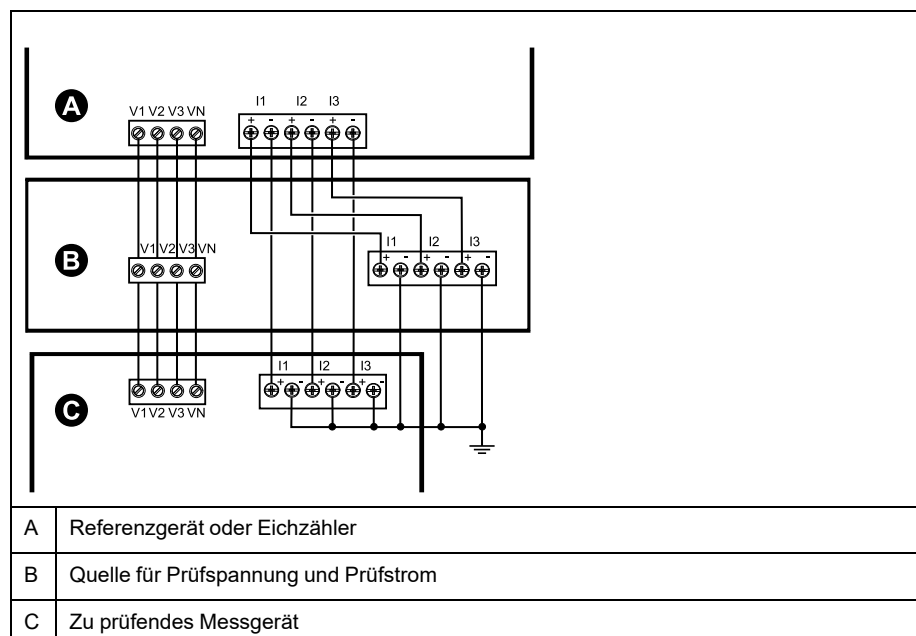 A
V1 V2 V3 VN
I1 I2 I3
+ - + - + -
B
V1 V2 V3 VN
I1 I2 I3
+ - + - + -
C
I1 I2 I3
+ - + - + -
V1 V2 V3 VN
A Referenzgerät oder Eichzähler
B Quelle für Prüfspannung und Prüfstrom
C Zu prüfendes Messgerät